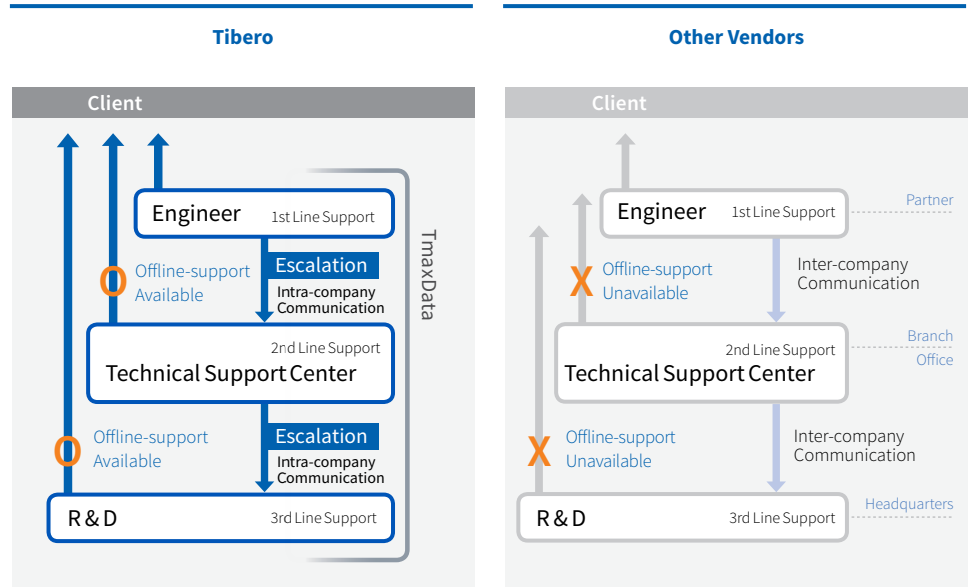 Tibero
Client
Engineer 1st Line Support
Offline-support
Available
O
Escalation
Intra-company
Communication
2nd Line Support
Technical Support Center
Offline-support
Available
O
Escalation
Intra-company
Communication
R & D 3rd Line Support
TmaxData
Other Vendors
Client
Engineer 1st Line Support
Partner
X
Offline-support
Unavailable
Inter-company
Communication
2nd Line Support
Technical Support Center
Branch
Office
X
Offline-support
Unavailable
Inter-company
Communication
R & D 3rd Line Support
Headquarters